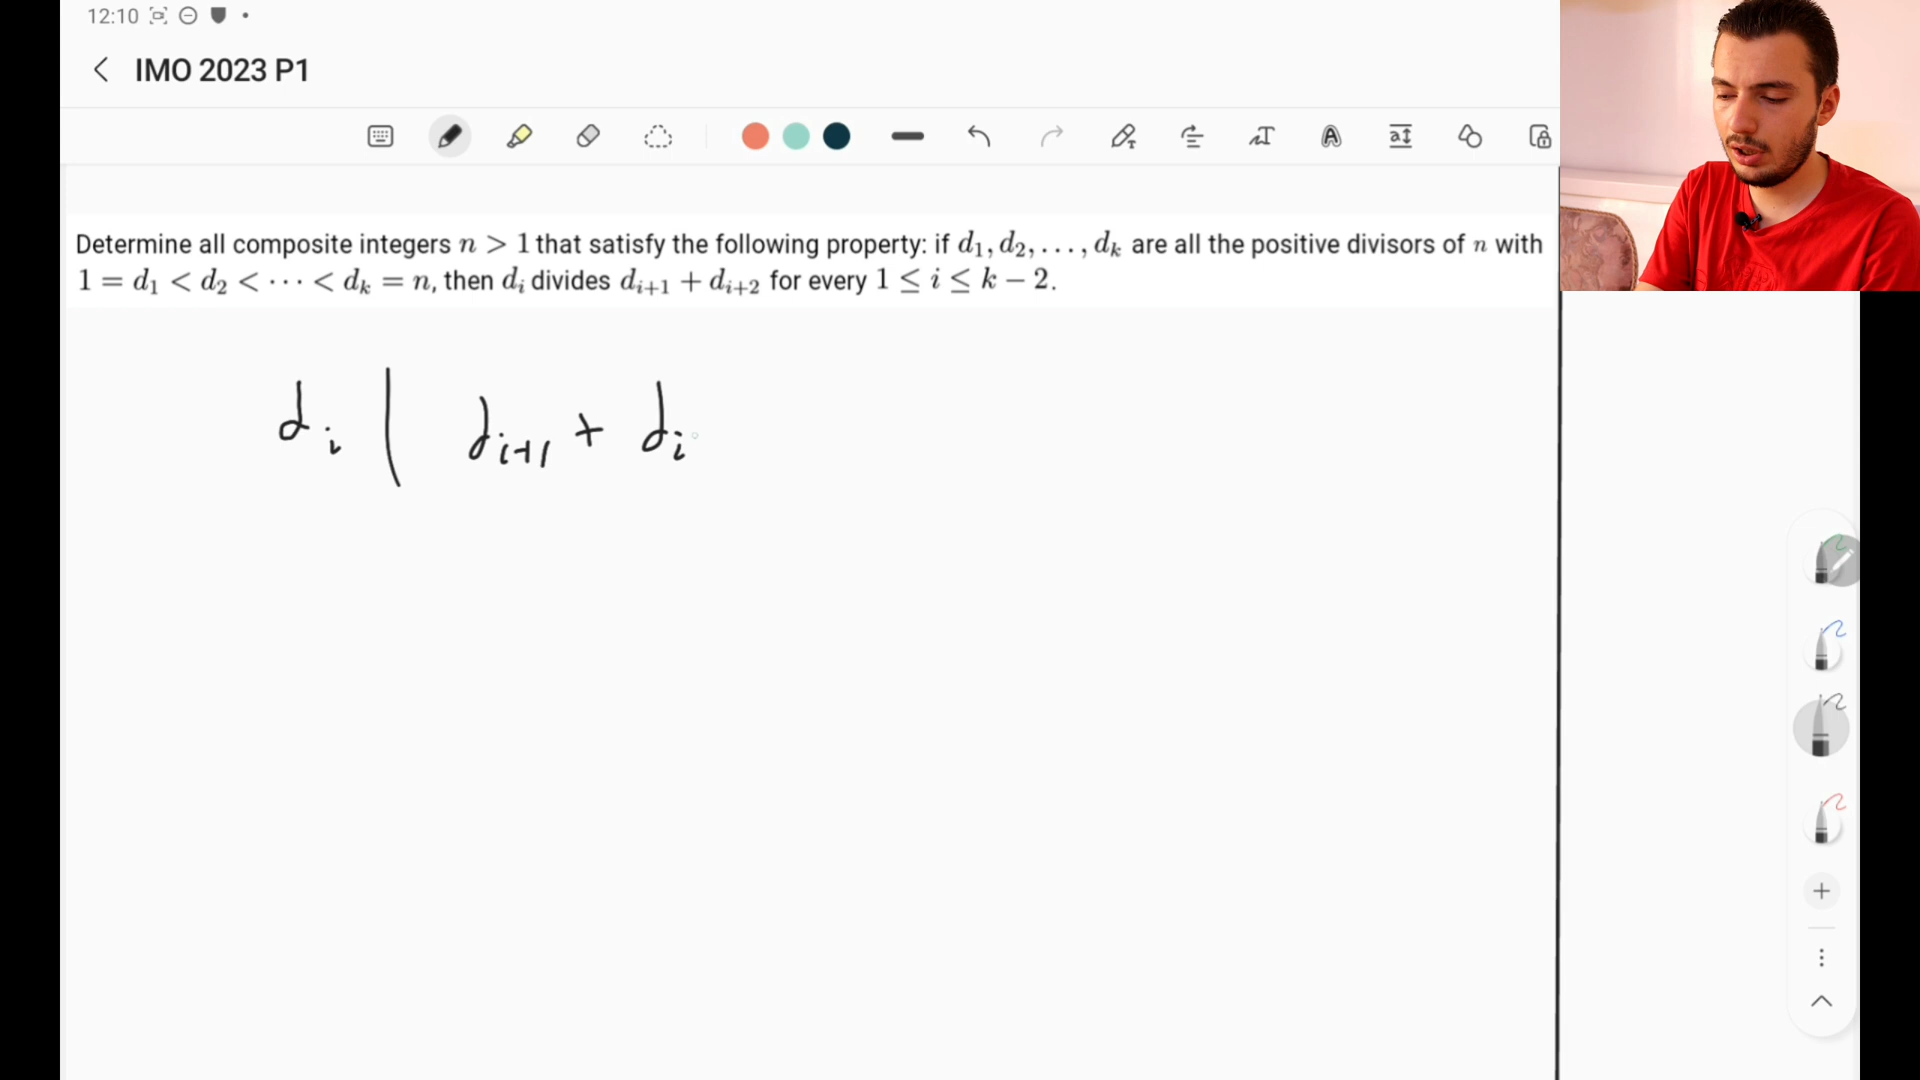 12:10
IMO 2023 P1
Determine all composite integers n > 1 that satisfy the following property: if d₁, d₂, . . . , dₖ are all the positive divisors of n with
1 = d₁ < d₂ < ⋯ < dₖ = n, then dᵢ divides dᵢ₊₁ + dᵢ₊₂ for every 1 ≤ i ≤ k − 2.
dᵢ | dᵢ₊₁ + dᵢ